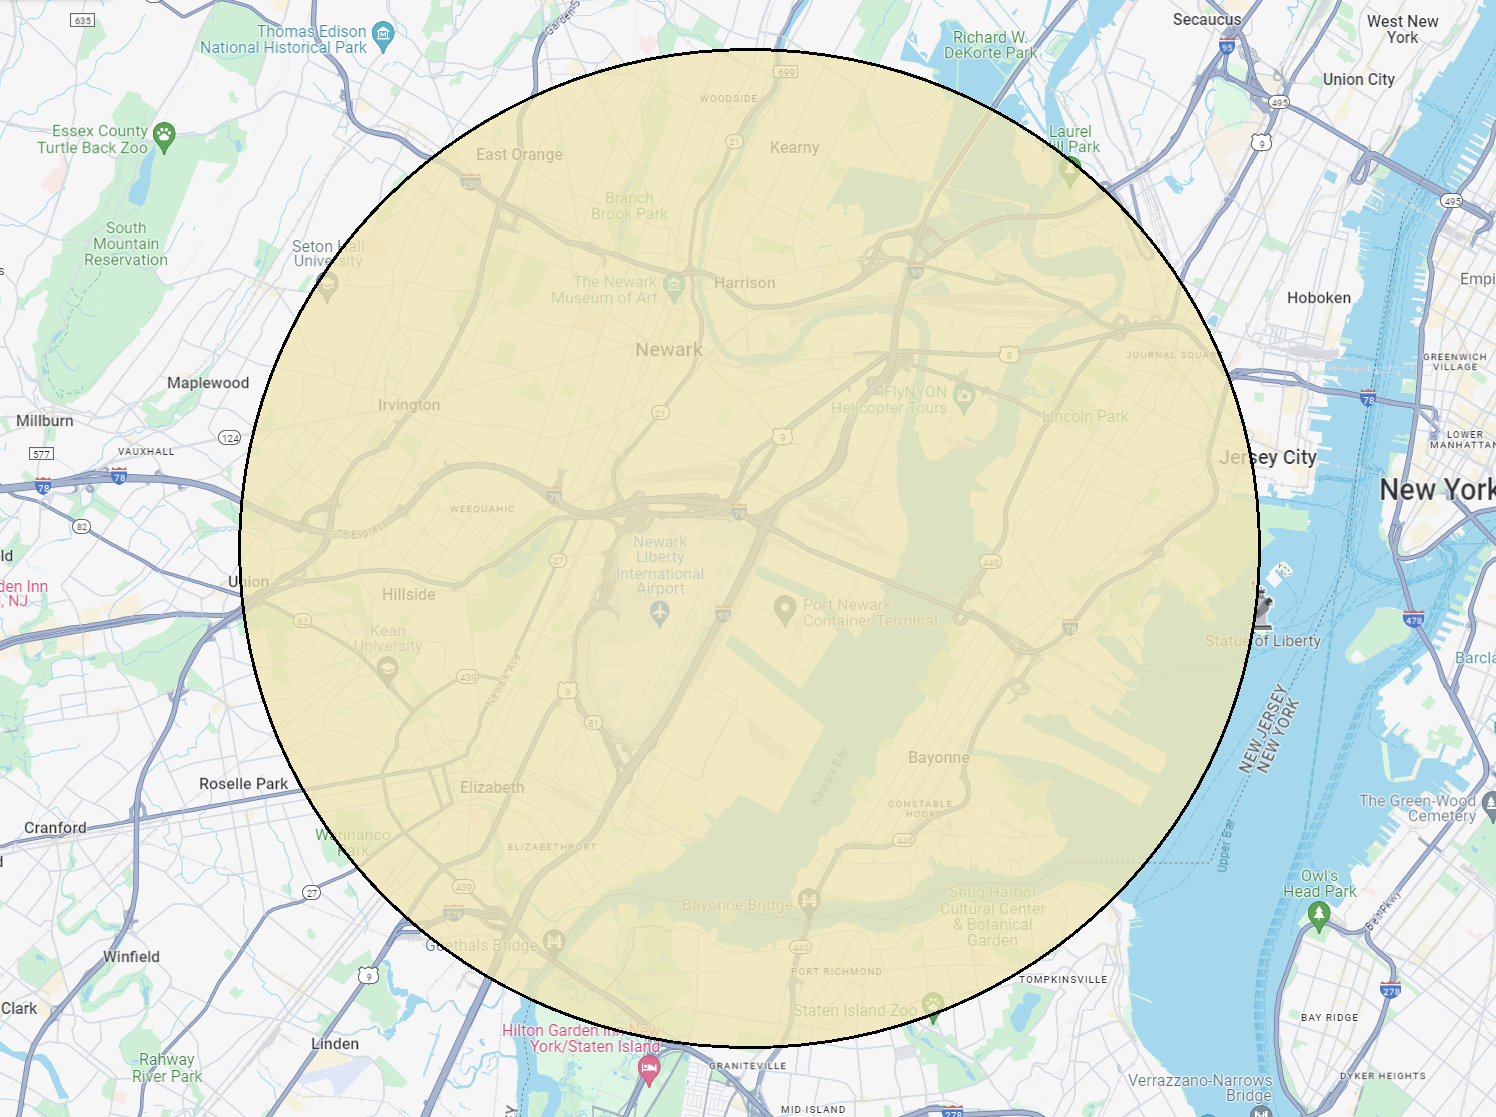 635
Thomas Edison
National Historical Park
Garden S
Richard W.
DeKorte Park
Secaucus
95
West New
York
Union City
699
WOODSIDE
495
Essex County
Turtle Back Zoo
East Orange
21
Kearny
Laurel
ill Park
9
280
Branch
Brook Park
495
South
Mountain
Reservation
Seton Hall
University
s
95
The Newark
Museum of Art
Harrison
Hoboken
Empi
Newark
9
JOURNAL SQUAR
GREENWICH
VILLAGE
Maplewood
Irvington
FlyNYON
Helicopter Tours
Lincoln Park
78
Millburn
124
21
9
LOWER
MANHATTAN
577
VAUXHALL
78
78
Jersey City
New York
78
WEEQUAHIC
78
82
I-78 Express
Newark
Liberty
International
Airport
27
440
ld
Union
Hillside
den Inn
, NJ
95
Port Newark
Container Terminal
82
78
478
Kean
University
Statue of Liberty
Barcla
439
Newark Ave
9
81
NEW JERSEY
NEW YORK
Bayonne
Newark Bay
Roselle Park
Elizabeth
CONSTABLE
HOOK
The Green-Wood
Cemetery
Cranford
Warinanco
Park
ELIZABETHPORT
440
Upper Bay
27
439
Owl's
Head Park
Snug Harbor
Cultural Center
& Botanical
Garden
Bayonne Bridge
278
Belt Pkwy
Goethals Bridge
440
Winfield
9
PORT RICHMOND
TOMPKINSVILLE
278
Clark
Staten Island Zoo
BAY RIDGE
Hilton Garden Inn New
York/Staten Island
Linden
Rahway
River Park
GRANITEVILLE
DYKER HEIGHTS
Verrazzano-Narrows
Bridge
MID ISLAND
278